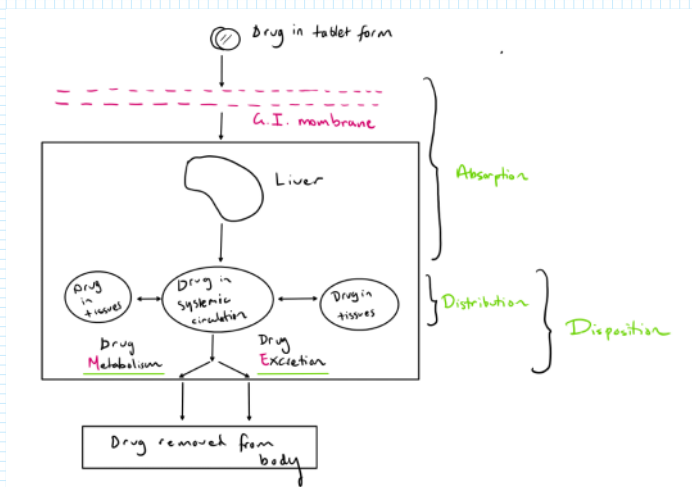 Drug in tablet form
G.I. mombrane
Liver
Absorption
Drug
in
tissues
Drug in
systemic
circulation
Drug in
tissues
Distribution
Disposition
Drug
Metabolism
Drug
Excretion
Drug removed from
body